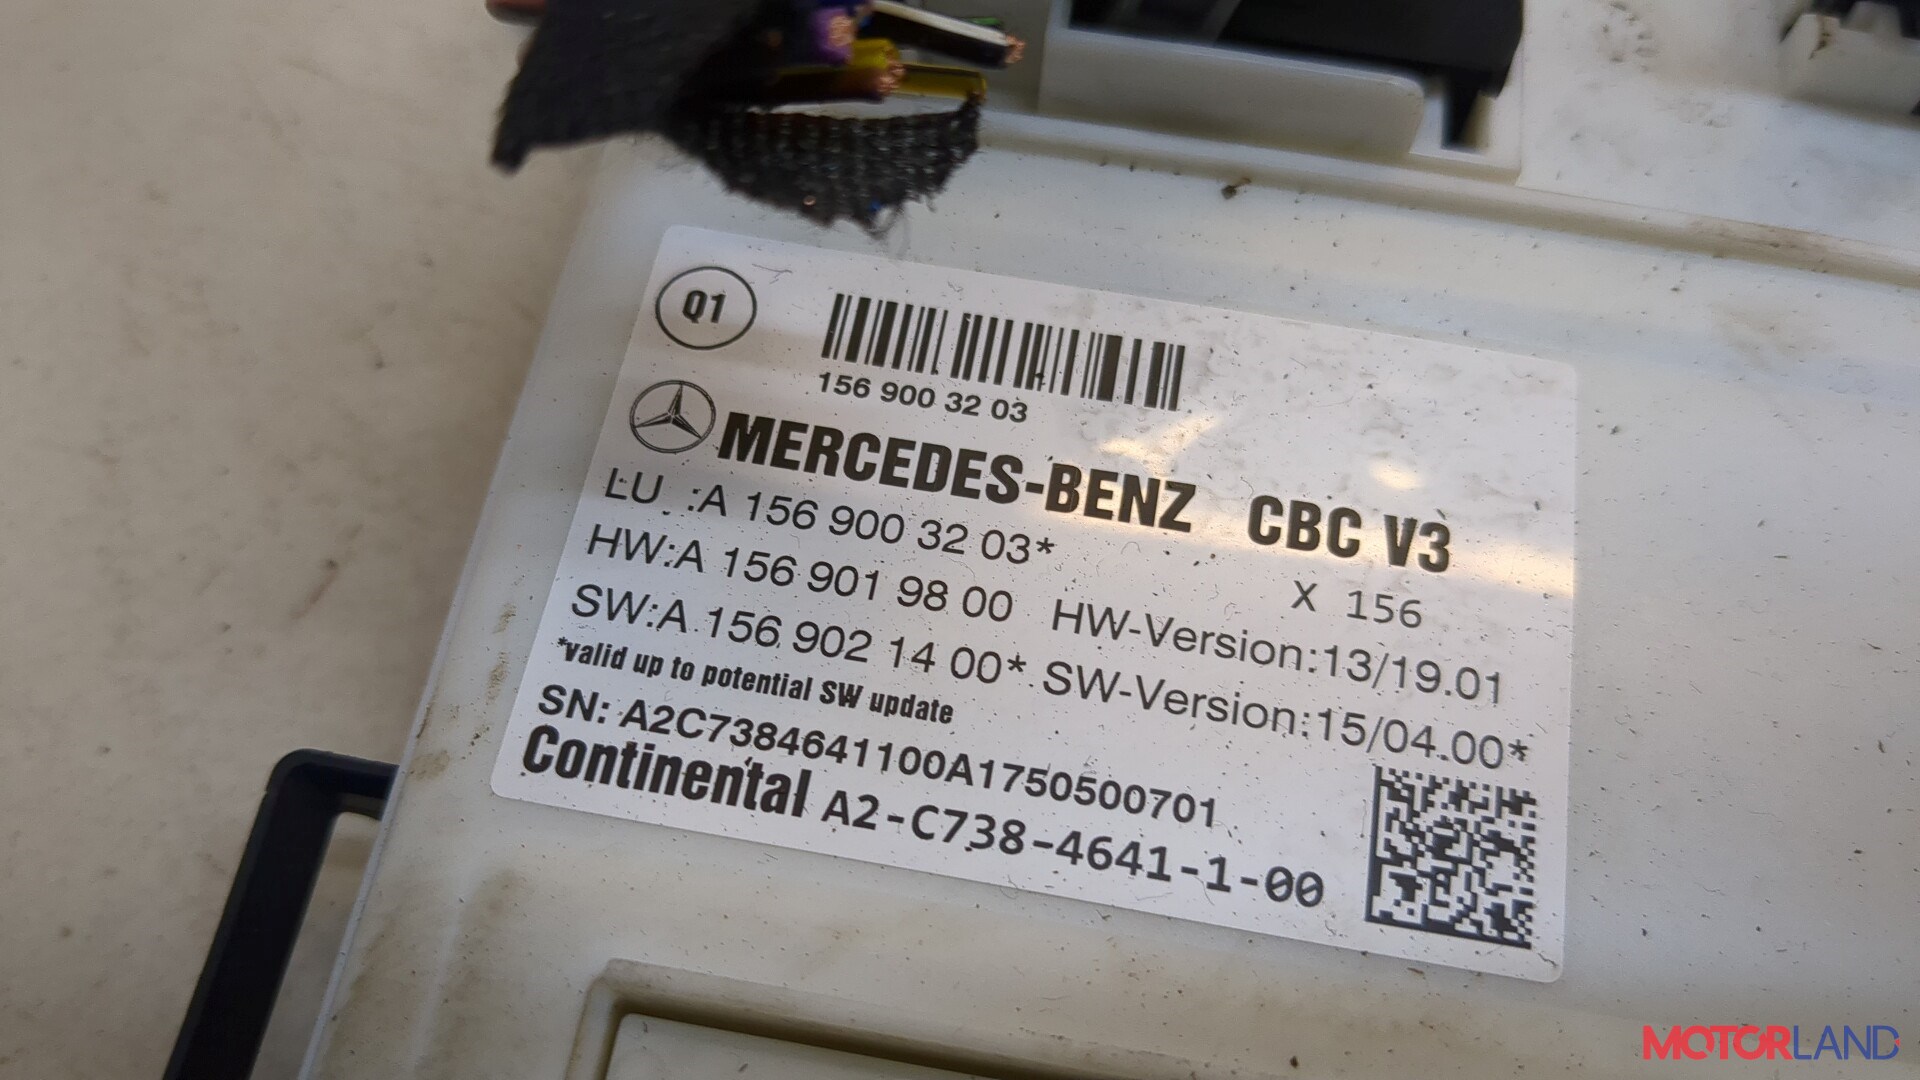 Q1
156 900 32 03
MERCEDES-BENZ CBC V3
LU. :A 156 900 32 03*
X 156
HW:A 156 901 98 00 HW-Version:13/19.01
SW:A 156 902 14 00* SW-Version:15/04.00*
*valid up to potential SW update
SN: A2C7384641100A1750500701
Continental A2-C738-4641-1-00
MOTORLAND